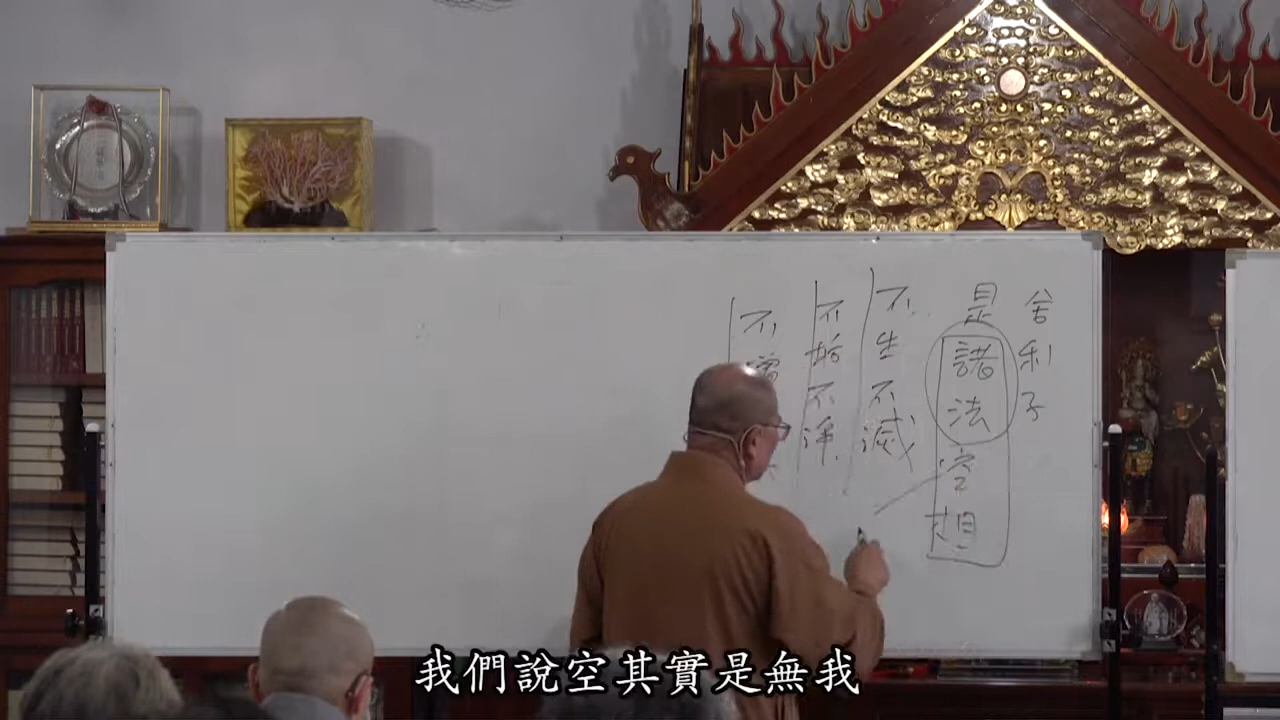 舍利子
是諸法空相
不生不滅
不垢不淨
不增
我們說空其實是無我